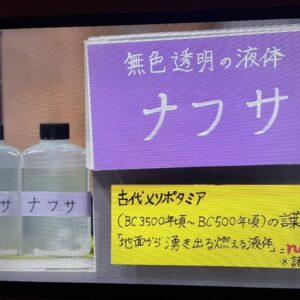 無色透明の液体
ナフサ
サ
ナフサ
古代メソポタミア
(BC3500年頃~BC500年頃)の
「地面から湧き出る燃える液体」=